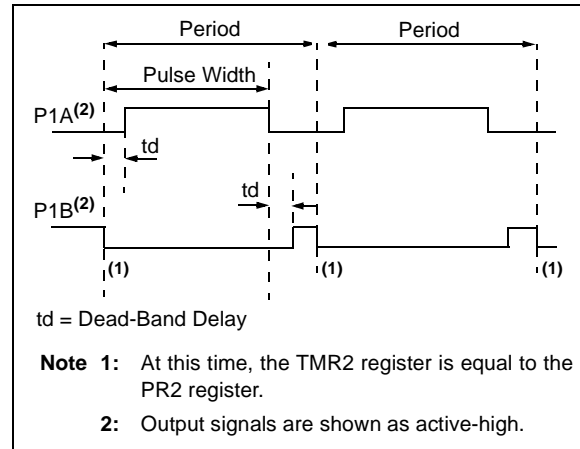 Period Period
Pulse Width
P1A(2)
td
td
P1B(2)
(1) (1) (1)
td = Dead-Band Delay
Note 1: At this time, the TMR2 register is equal to the
PR2 register.
2: Output signals are shown as active-high.